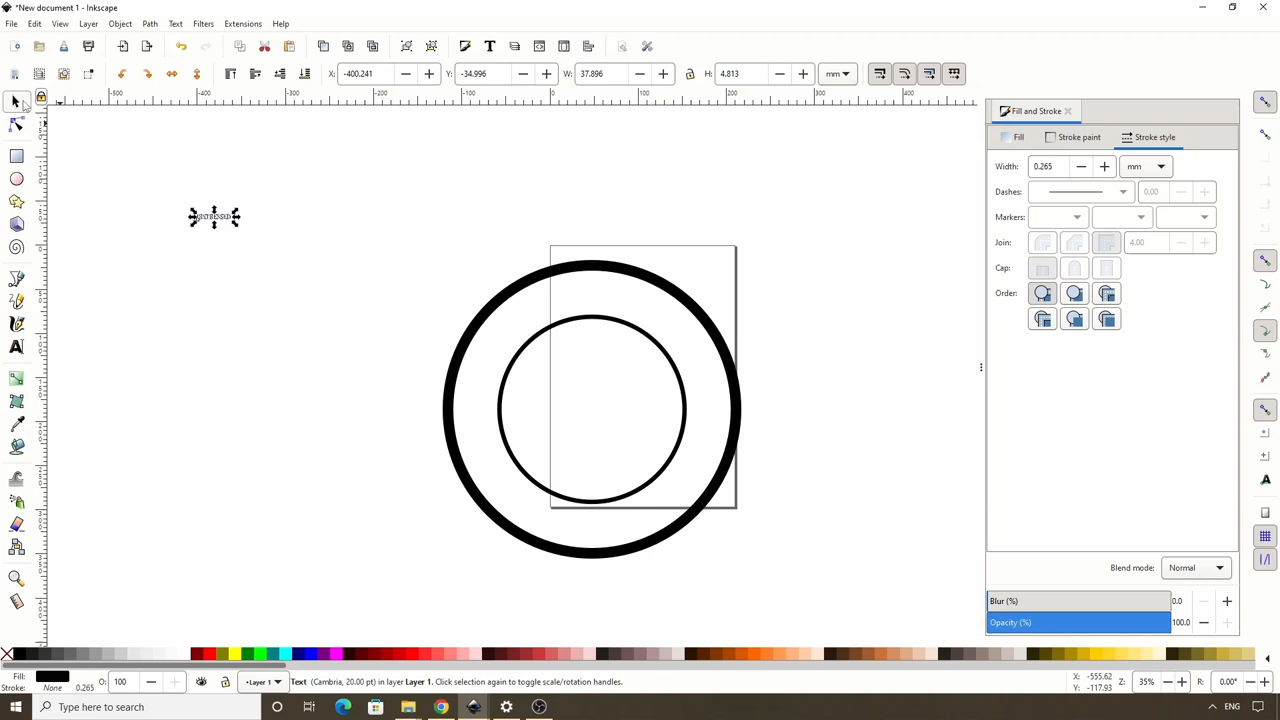 *New document 1 - Inkscape
File Edit View Layer Object Path Text Filters Extensions Help
X: -400.241 Y: -34.996 W: 37.896 H: 4.813 mm
-500 -400 -300 -200 -100 0 100 200 300 400
Fill and Stroke
Fill Stroke paint Stroke style
Width: 0.265 mm
Dashes: 0.00
Markers:
Join: 4.00
Cap:
Order:
Blend mode: Normal
Blur (%) 0.0
Opacity (%) 100.0
Fill: O: 100 Layer 1 Text (Cambria, 20.00 pt) in layer Layer 1. Click selection again to toggle scale/rotation handles. X: -555.62 Z: 35% R: 0.00°
Stroke: None 0.265 Y: -117.93
Type here to search ENG